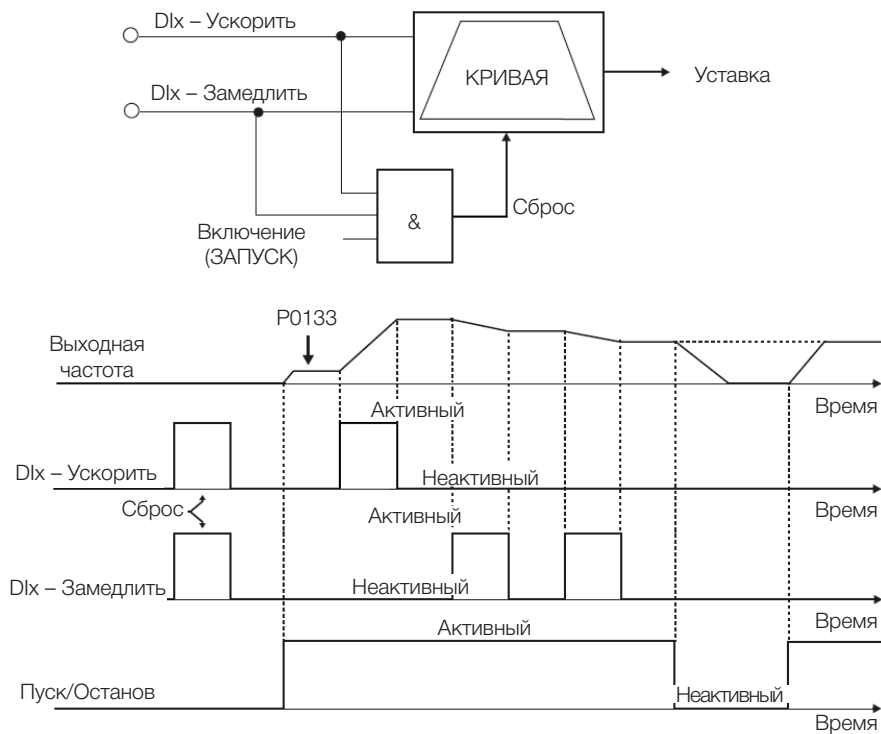 DIx – Ускорить
DIx – Замедлить
КРИВАЯ
Уставка
&
Сброс
Включение
(ЗАПУСК)
P0133
Выходная
частота
Время
Активный
DIx – Ускорить
Неактивный
Время
Сброс
Активный
DIx – Замедлить
Неактивный
Время
Активный
Пуск/Останов
Неактивный
Время